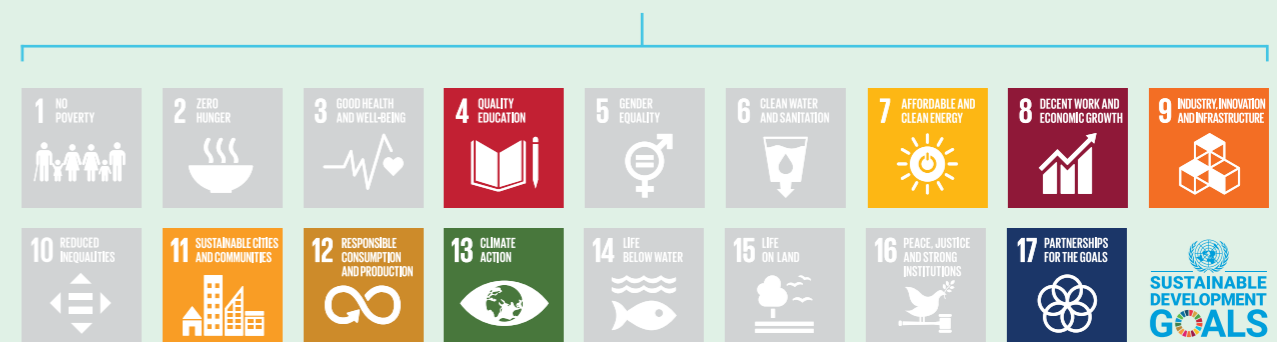 1 NO
POVERTY
2 ZERO
HUNGER
3 GOOD HEALTH
AND WELL-BEING
4 QUALITY
EDUCATION
5 GENDER
EQUALITY
6 CLEAN WATER
AND SANITATION
7 AFFORDABLE AND
CLEAN ENERGY
8 DECENT WORK AND
ECONOMIC GROWTH
9 INDUSTRY, INNOVATION
AND INFRASTRUCTURE
10 REDUCED
INEQUALITIES
11 SUSTAINABLE CITIES
AND COMMUNITIES
12 RESPONSIBLE
CONSUMPTION
AND PRODUCTION
13 CLIMATE
ACTION
14 LIFE
BELOW WATER
15 LIFE
ON LAND
16 PEACE, JUSTICE
AND STRONG
INSTITUTIONS
17 PARTNERSHIPS
FOR THE GOALS
SUSTAINABLE
DEVELOPMENT
GOALS